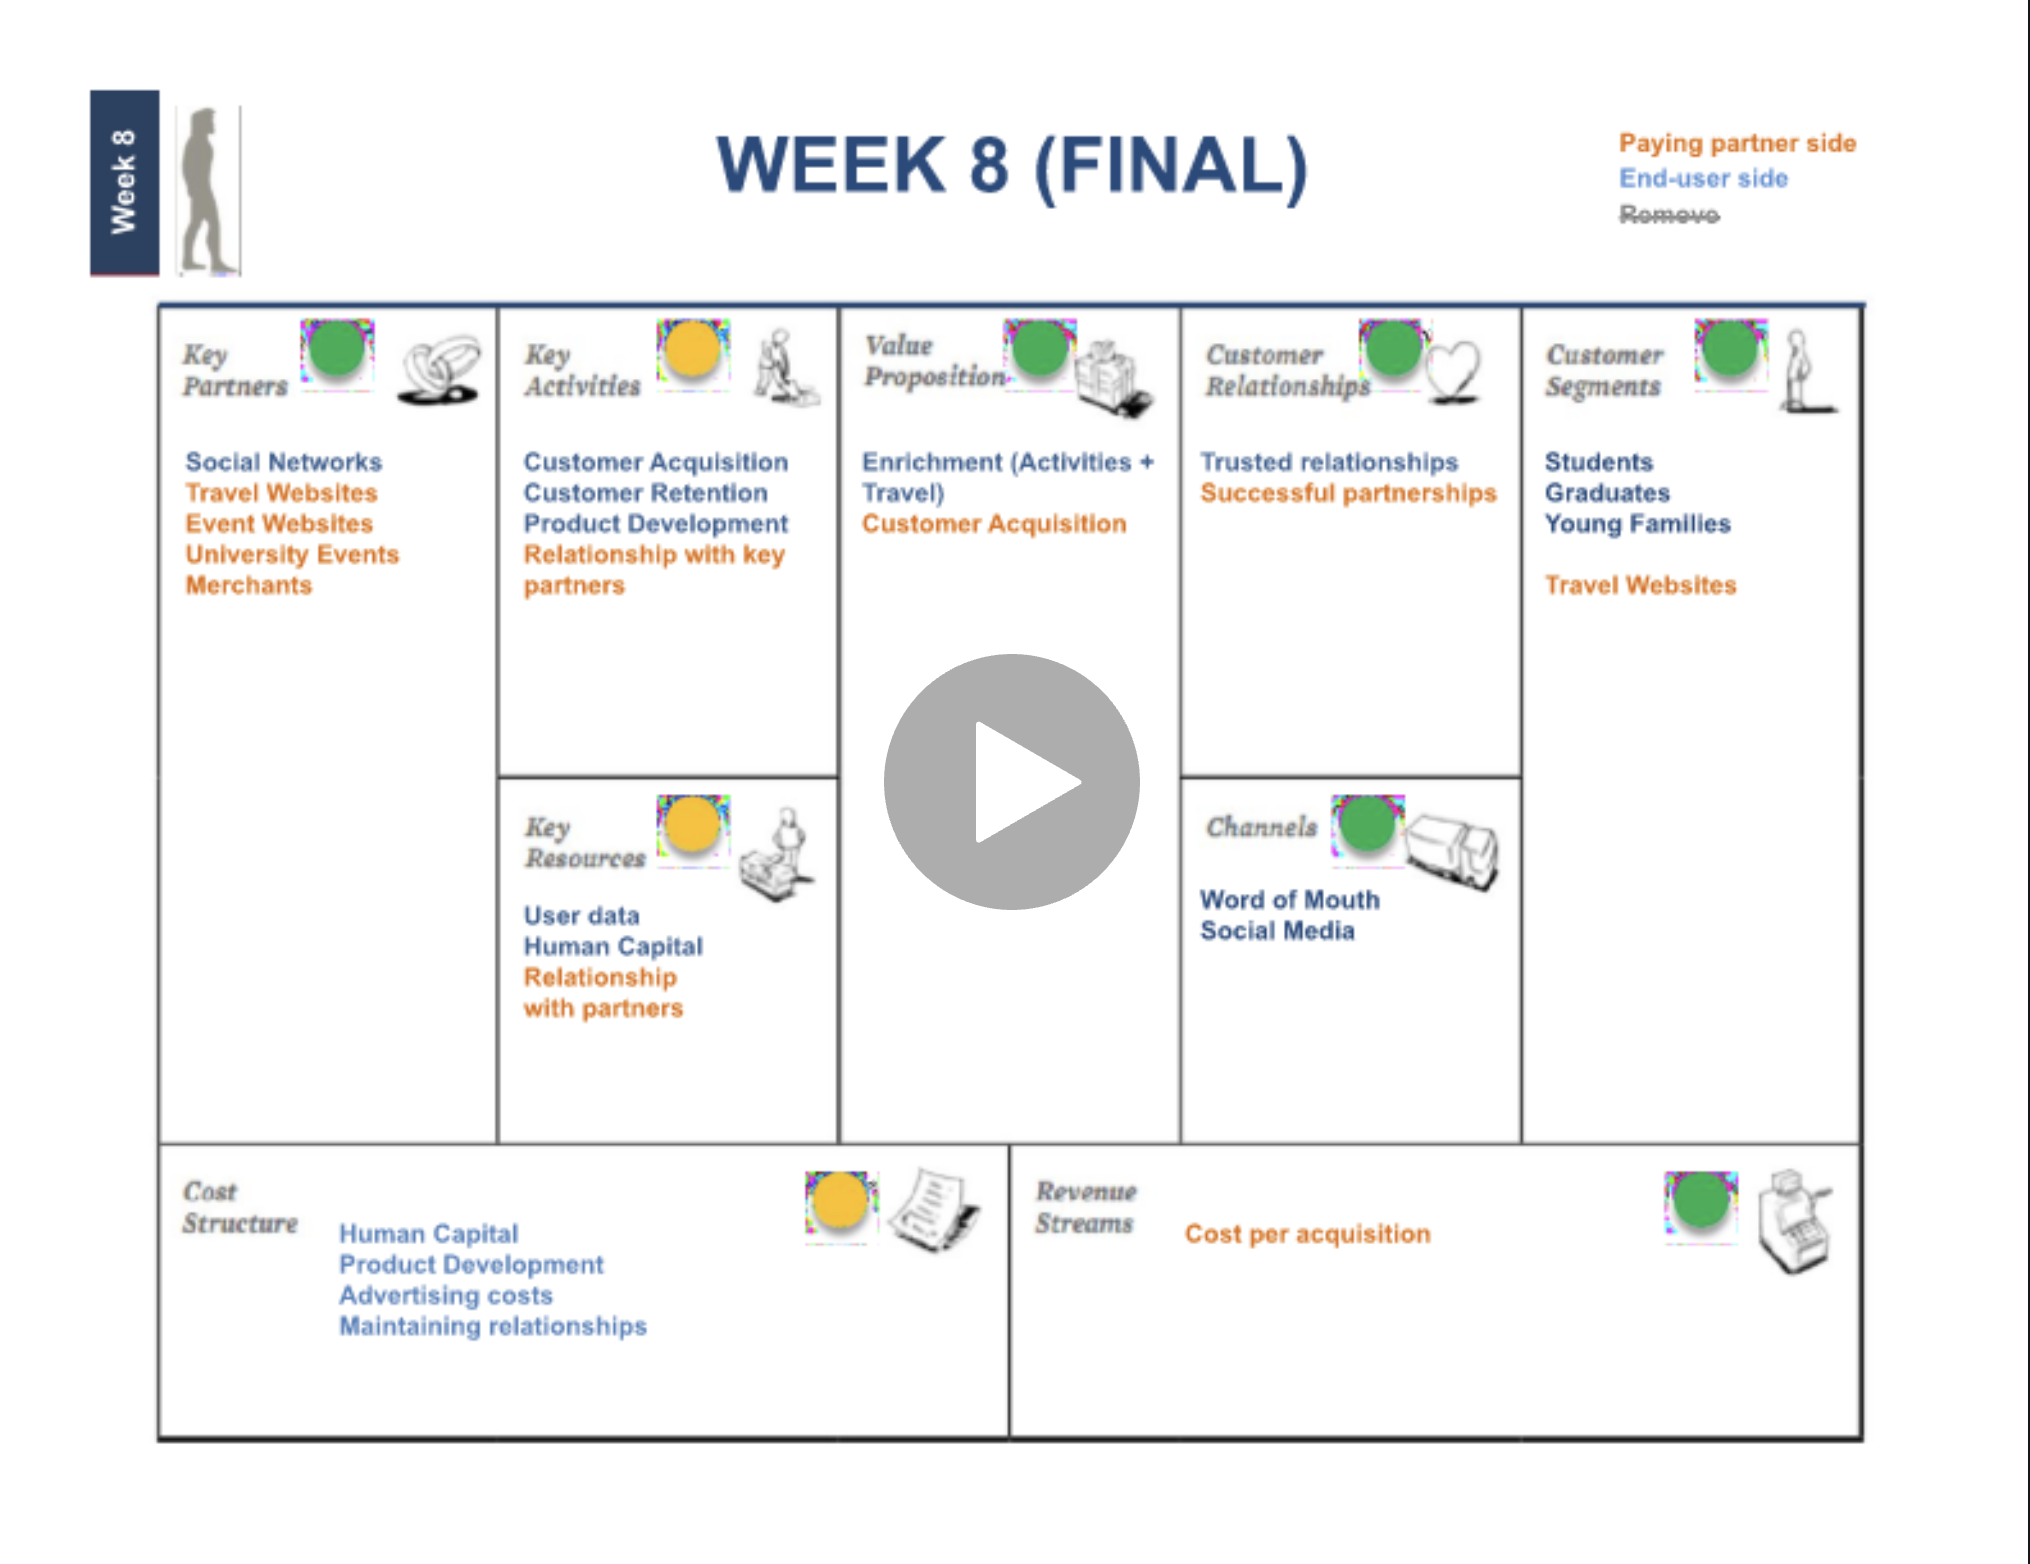 Week 8
WEEK 8 (FINAL)
Paying partner side
End-user side
Remove
Key
Partners
Social Networks
Travel Websites
Event Websites
University Events
Merchants
Key
Activities
Customer Acquisition
Customer Retention
Product Development
Relationship with key
partners
Key
Resources
User data
Human Capital
Relationship
with partners
Value
Proposition
Enrichment (Activities +
Travel)
Customer Acquisition
Customer
Relationships
Trusted relationships
Successful partnerships
Channels
Word of Mouth
Social Media
Customer
Segments
Students
Graduates
Young Families
Travel Websites
Cost
Structure
Human Capital
Product Development
Advertising costs
Maintaining relationships
Revenue
Streams
Cost per acquisition